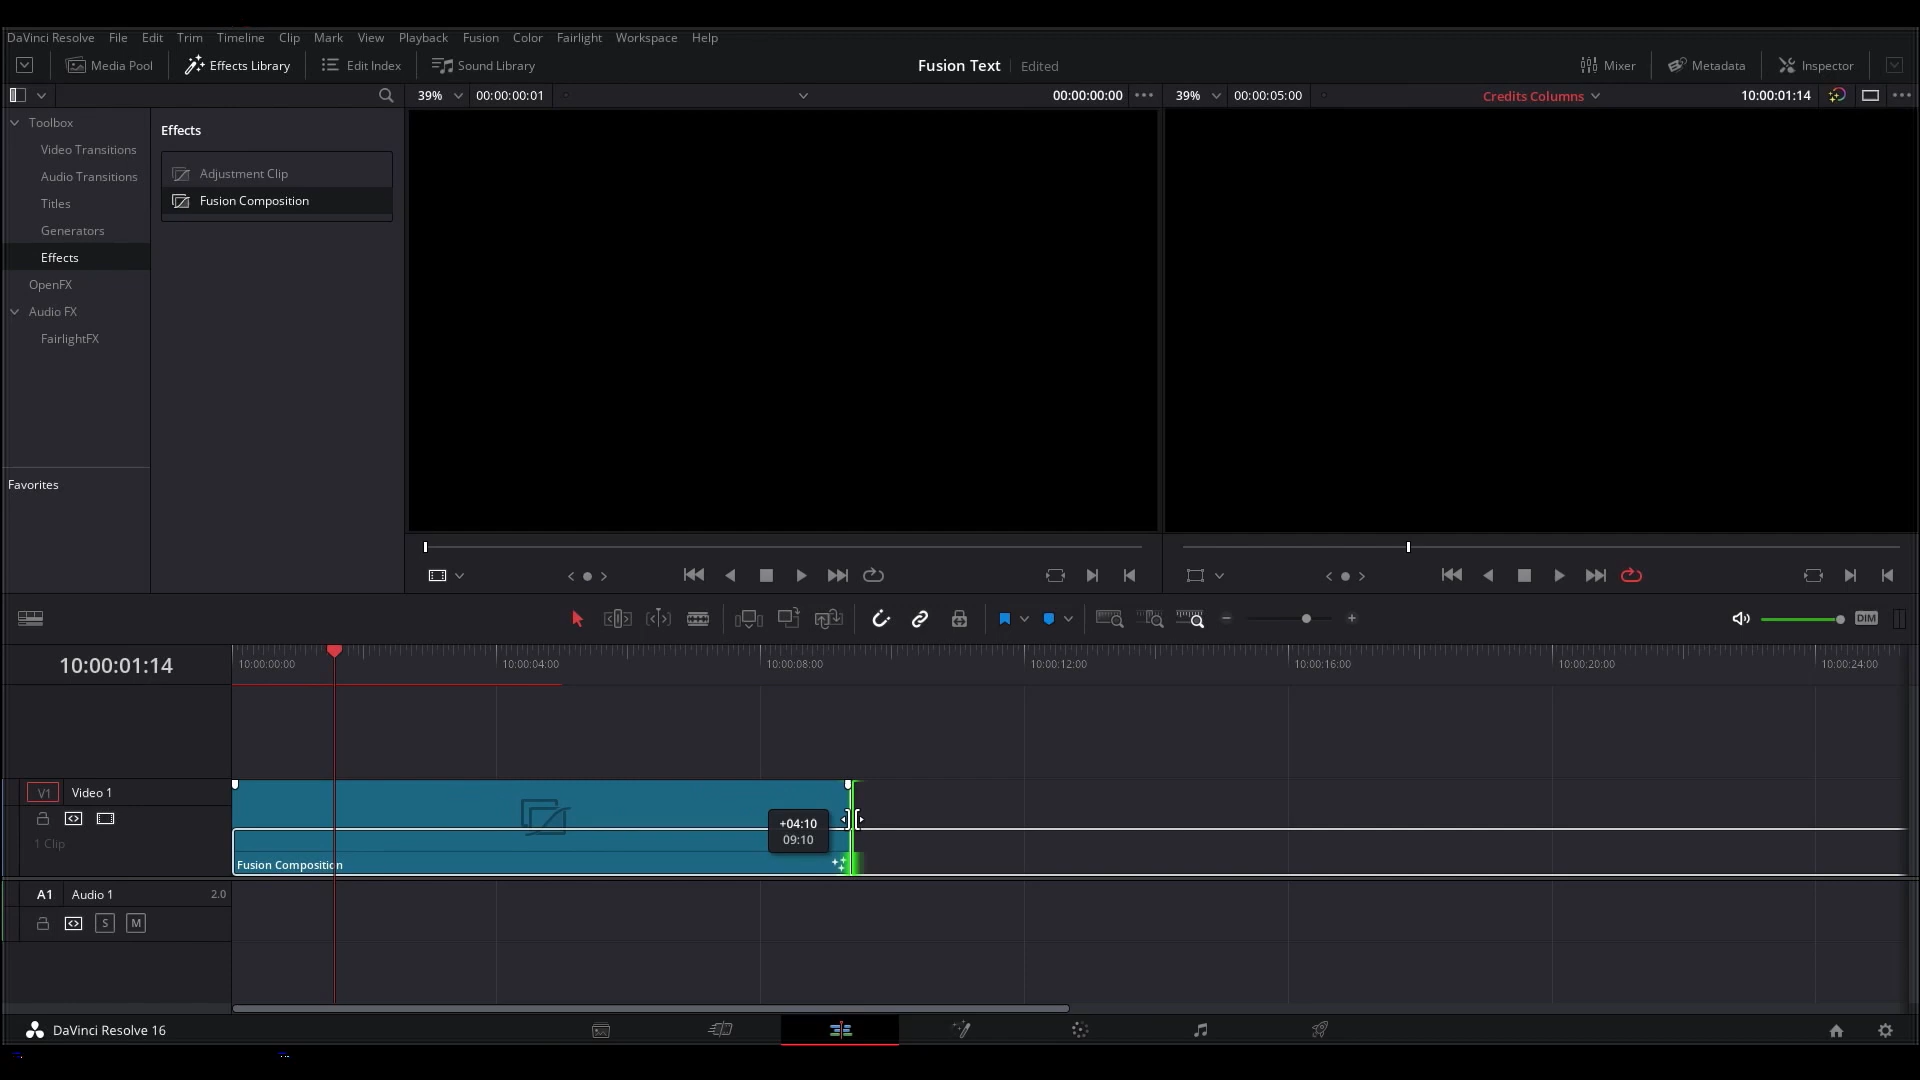 DaVinci Resolve File Edit Trim Timeline Clip Mark View Playback Fusion Color Fairlight Workspace Help
Media Pool Effects Library Edit Index Sound Library Fusion Text Edited Mixer Metadata Inspector
39% 00:00:00:01 00:00:00:00 39% 00:00:05:00 Credits Columns 10:00:01:14
Toolbox
Video Transitions
Audio Transitions
Titles
Generators
Effects
OpenFX
Audio FX
FairlightFX
Favorites
Effects
Adjustment Clip
Fusion Composition
DIM
10:00:01:14
10:00:00:00 10:00:04:00 10:00:08:00 10:00:12:00 10:00:16:00 10:00:20:00 10:00:24:00
V1 Video 1
1 Clip
+04:10
09:10
Fusion Composition
A1 Audio 1 2.0
S M
DaVinci Resolve 16